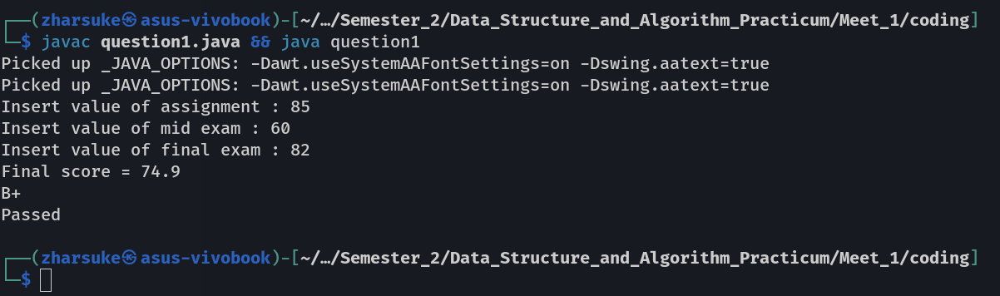 ┌──(zharsuke㉿asus-vivobook)-[~/…/Semester_2/Data_Structure_and_Algorithm_Practicum/Meet_1/coding]
└─$ javac question1.java && java question1
Picked up _JAVA_OPTIONS: -Dawt.useSystemAAFontSettings=on -Dswing.aatext=true
Picked up _JAVA_OPTIONS: -Dawt.useSystemAAFontSettings=on -Dswing.aatext=true
Insert value of assignment : 85
Insert value of mid exam : 60
Insert value of final exam : 82
Final score = 74.9
B+
Passed
┌──(zharsuke㉿asus-vivobook)-[~/…/Semester_2/Data_Structure_and_Algorithm_Practicum/Meet_1/coding]
└─$